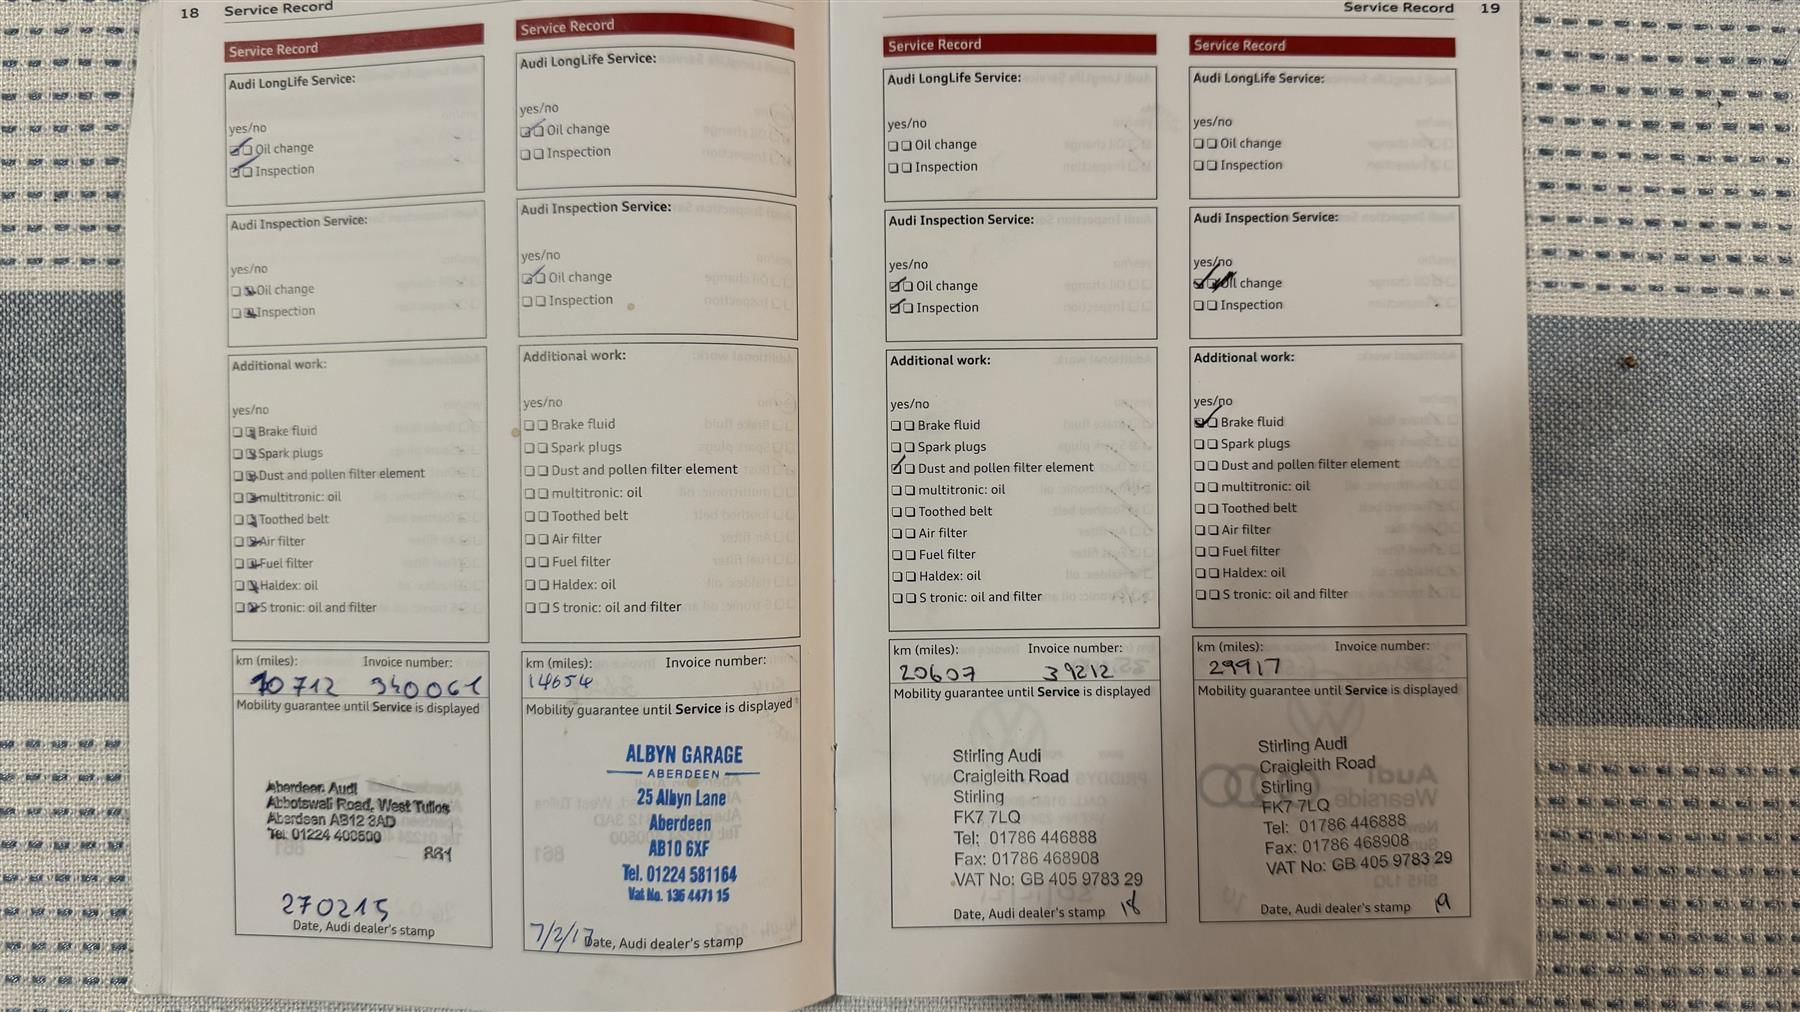 18 Service Record
Service Record
Audi LongLife Service:
yes/no
Oil change
Inspection
Audi Inspection Service:
yes/no
Oil change
Inspection
Additional work:
yes/no
Brake fluid
Spark plugs
Dust and pollen filter element
multitronic: oil
Toothed belt
Air filter
Fuel filter
Haldex: oil
S tronic: oil and filter
km (miles): Invoice number:
10712 340061
Mobility guarantee until Service is displayed
Aberdeen Audi
Abbotswell Road, West Tullos
Aberdeen AB12 3AD
Tel: 01224 400500
861
270215
Date, Audi dealer's stamp
Service Record
Audi LongLife Service:
yes/no
Oil change
Inspection
Audi Inspection Service:
yes/no
Oil change
Inspection
Additional work:
yes/no
Brake fluid
Spark plugs
Dust and pollen filter element
multitronic: oil
Toothed belt
Air filter
Fuel filter
Haldex: oil
S tronic: oil and filter
km (miles): Invoice number:
14654
Mobility guarantee until Service is displayed
ALBYN GARAGE
ABERDEEN
25 Albyn Lane
Aberdeen
AB10 6XF
Tel. 01224 581164
Vat No. 136 4471 15
7/2/17
Date, Audi dealer's stamp
Service Record 19
Service Record
Audi LongLife Service:
yes/no
Oil change
Inspection
Audi Inspection Service:
yes/no
Oil change
Inspection
Additional work:
yes/no
Brake fluid
Spark plugs
Dust and pollen filter element
multitronic: oil
Toothed belt
Air filter
Fuel filter
Haldex: oil
S tronic: oil and filter
km (miles): Invoice number:
20607 39212
Mobility guarantee until Service is displayed
Stirling Audi
Craigleith Road
Stirling
FK7 7LQ
Tel: 01786 446888
Fax: 01786 468908
VAT No: GB 405 9783 29
Date, Audi dealer's stamp 18
Service Record
Audi LongLife Service:
yes/no
Oil change
Inspection
Audi Inspection Service:
yes/no
Oil change
Inspection
Additional work:
yes/no
Brake fluid
Spark plugs
Dust and pollen filter element
multitronic: oil
Toothed belt
Air filter
Fuel filter
Haldex: oil
S tronic: oil and filter
km (miles): Invoice number:
29917
Mobility guarantee until Service is displayed
Stirling Audi
Craigleith Road
Stirling
FK7 7LQ
Tel: 01786 446888
Fax: 01786 468908
VAT No: GB 405 9783 29
Date, Audi dealer's stamp 19